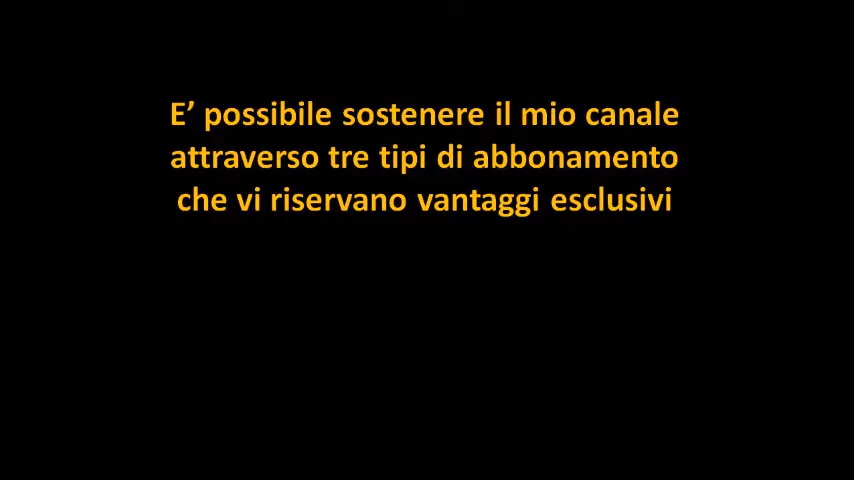 E’ possibile sostenere il mio canale
attraverso tre tipi di abbonamento
che vi riservano vantaggi esclusivi